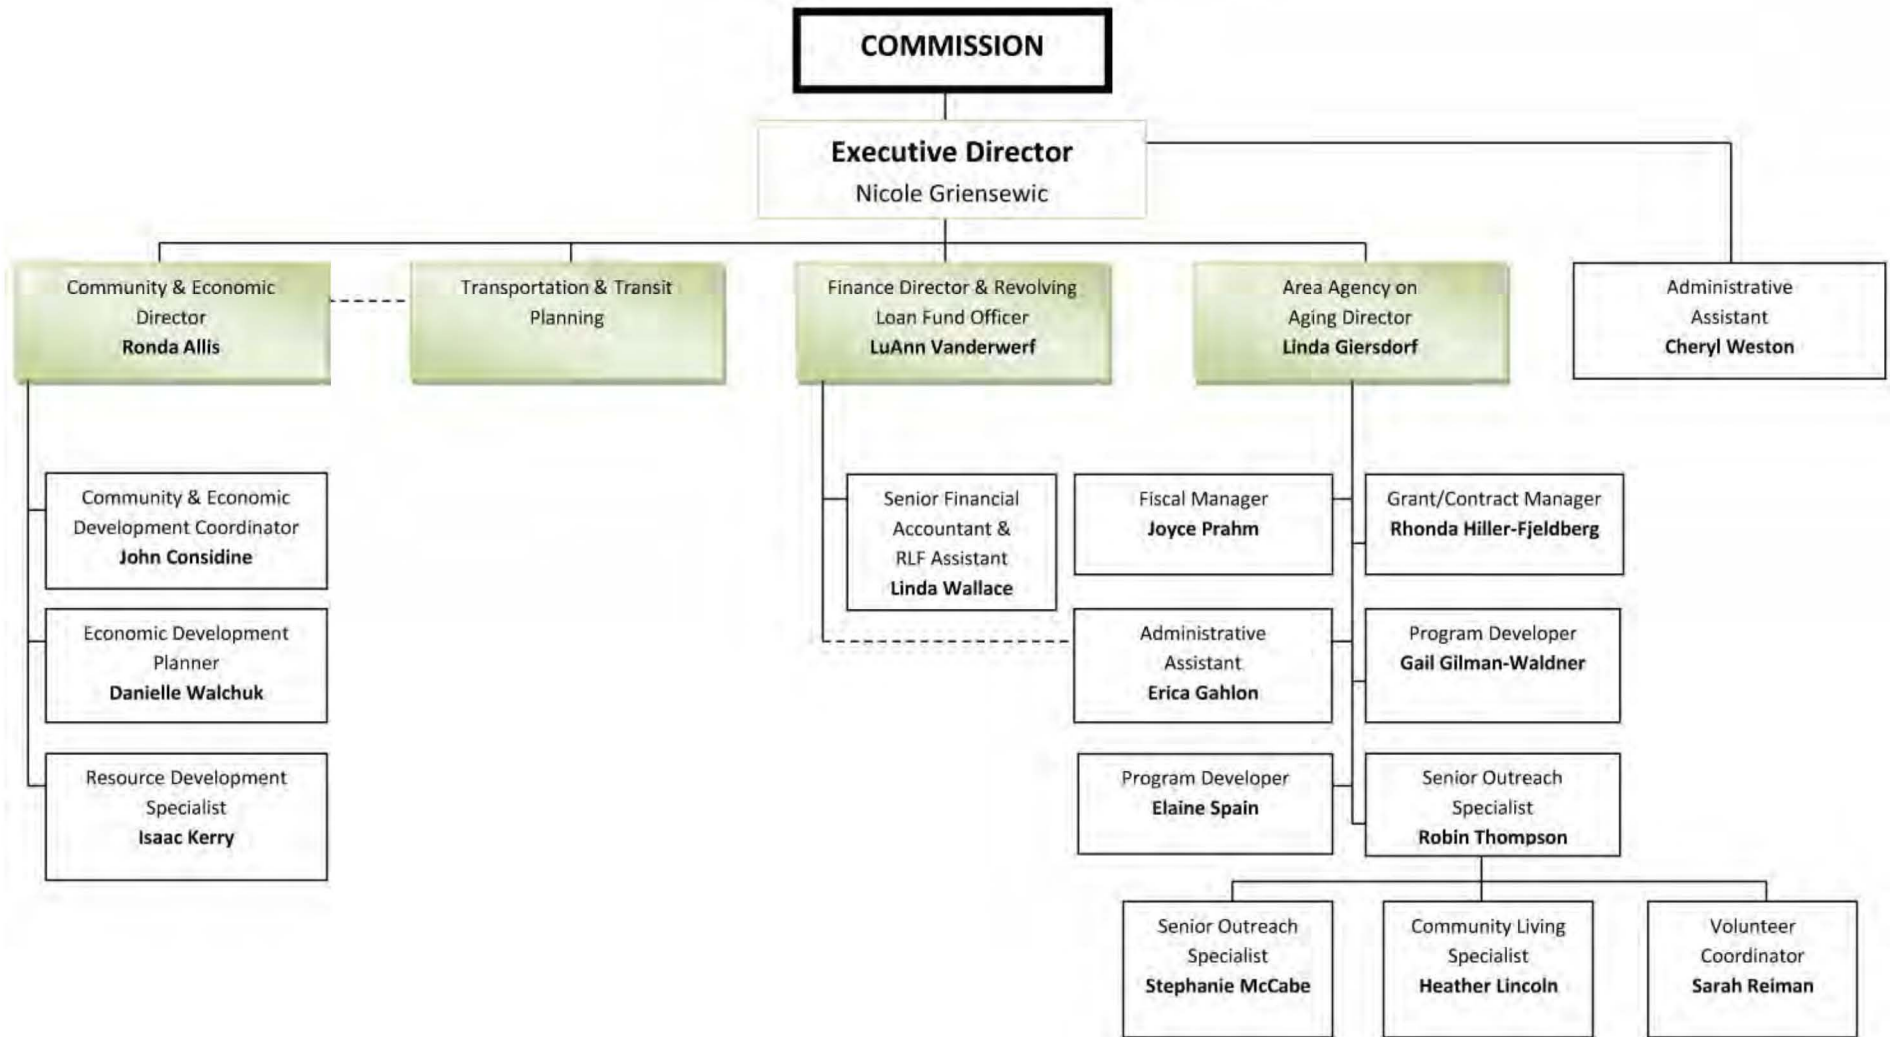 COMMISSION
Executive Director
Nicole Griensewic
Community & Economic
Director
Ronda Allis
Transportation & Transit
Planning
Finance Director & Revolving
Loan Fund Officer
LuAnn Vanderwerf
Area Agency on
Aging Director
Linda Giersdorf
Administrative
Assistant
Cheryl Weston
Community & Economic
Development Coordinator
John Considine
Senior Financial
Accountant &
RLF Assistant
Linda Wallace
Fiscal Manager
Joyce Prahm
Grant/Contract Manager
Rhonda Hiller-Fjeldberg
Economic Development
Planner
Danielle Walchuk
Administrative
Assistant
Erica Gahlon
Program Developer
Gail Gilman-Waldner
Resource Development
Specialist
Isaac Kerry
Program Developer
Elaine Spain
Senior Outreach
Specialist
Robin Thompson
Senior Outreach
Specialist
Stephanie McCabe
Community Living
Specialist
Heather Lincoln
Volunteer
Coordinator
Sarah Reiman